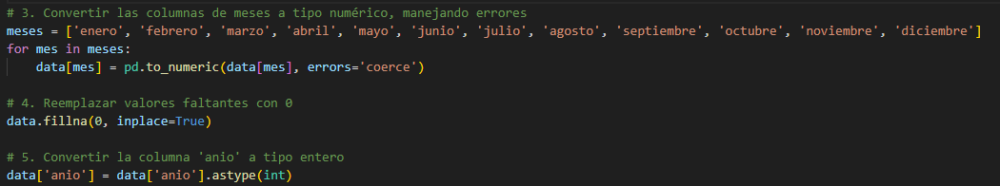 # 3. Convertir las columnas de meses a tipo numérico, manejando errores
meses = ['enero', 'febrero', 'marzo', 'abril', 'mayo', 'junio', 'julio', 'agosto', 'septiembre', 'octubre', 'noviembre', 'diciembre']
for mes in meses:
    data[mes] = pd.to_numeric(data[mes], errors='coerce')
# 4. Reemplazar valores faltantes con 0
data.fillna(0, inplace=True)
# 5. Convertir la columna 'anio' a tipo entero
data['anio'] = data['anio'].astype(int)